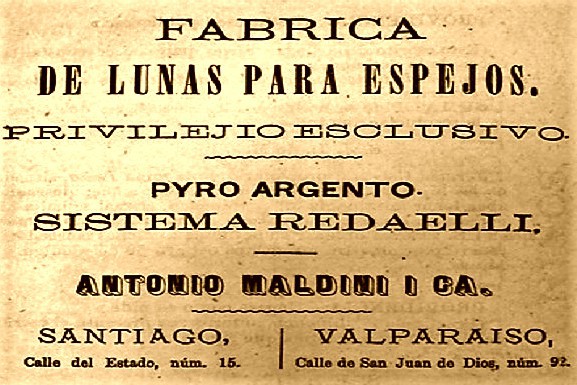 FABRICA
DE LUNAS PARA ESPEJOS.
PRIVILEJIO ESCLUSIVO.
PYRO ARGENTO.
SISTEMA REDAELLI.
ANTONIO MALDINI I CA.
SANTIAGO,
Calle del Estado, núm. 15.
VALPARAISO,
Calle de San Juan de Dios, núm. 92.